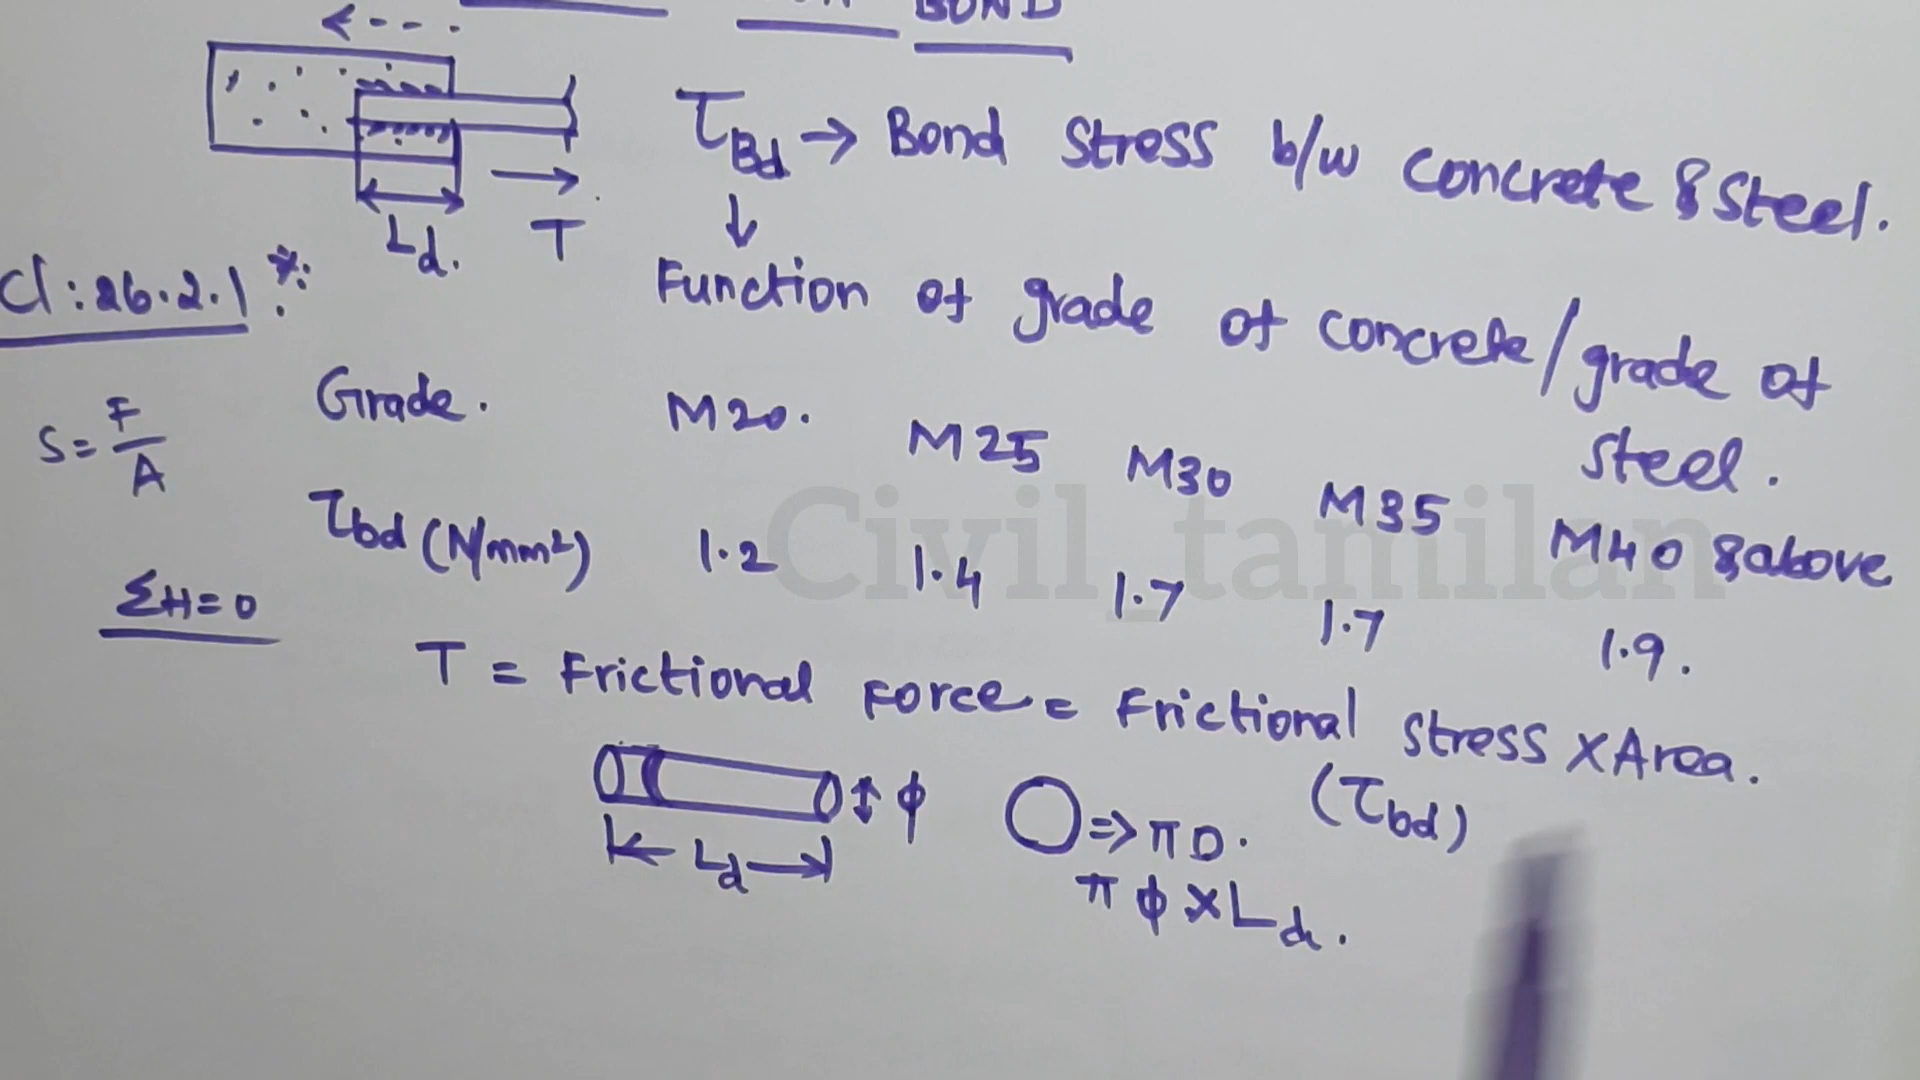 BOND
τBd → Bond stress b/w concrete & steel.
Ld.
T
Cl:26.2.1 *:
Function of grade of concrete / grade of steel.
S = F/A
Grade. M20. M25 M30 M35 M40 & above
τbd (N/mm²) 1.2 1.4 1.7 1.7 1.9.
Civil_tamilan
ΣH=0
T = Frictional Force = Frictional stress x Area.
(τbd)
ϕ
⇒ πD.
Ld
πϕ x Ld.